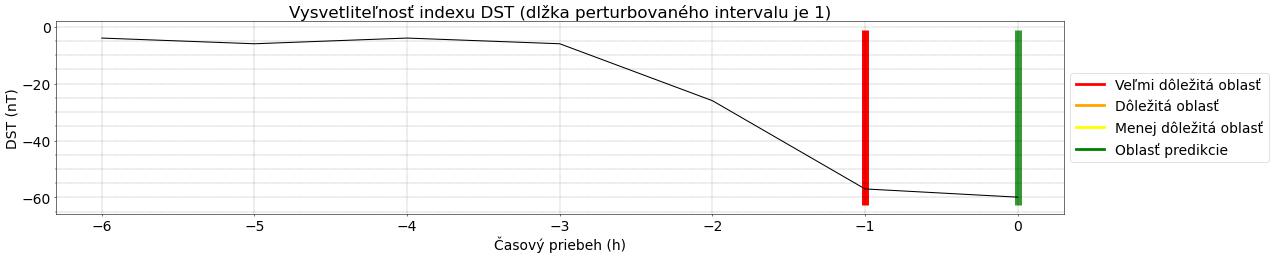 Vysvetliteľnosť indexu DST (dĺžka perturbovaného intervalu je 1)
DST (nT)
0
−20
−40
−60
−6 −5 −4 −3 −2 −1 0
Časový priebeh (h)
Veľmi dôležitá oblasť
Dôležitá oblasť
Menej dôležitá oblasť
Oblasť predikcie